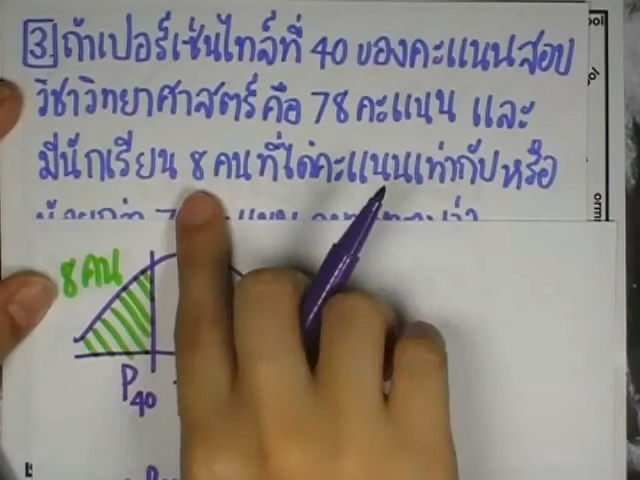 3 ถ้าเปอร์เซ็นไทล์ที่ 40 ของคะแนนสอบ
วิชาวิทยาศาสตร์คือ 78 คะแนน และ
มีนักเรียน 8 คนที่ได้คะแนนเท่ากับหรือ
8 คน
P40